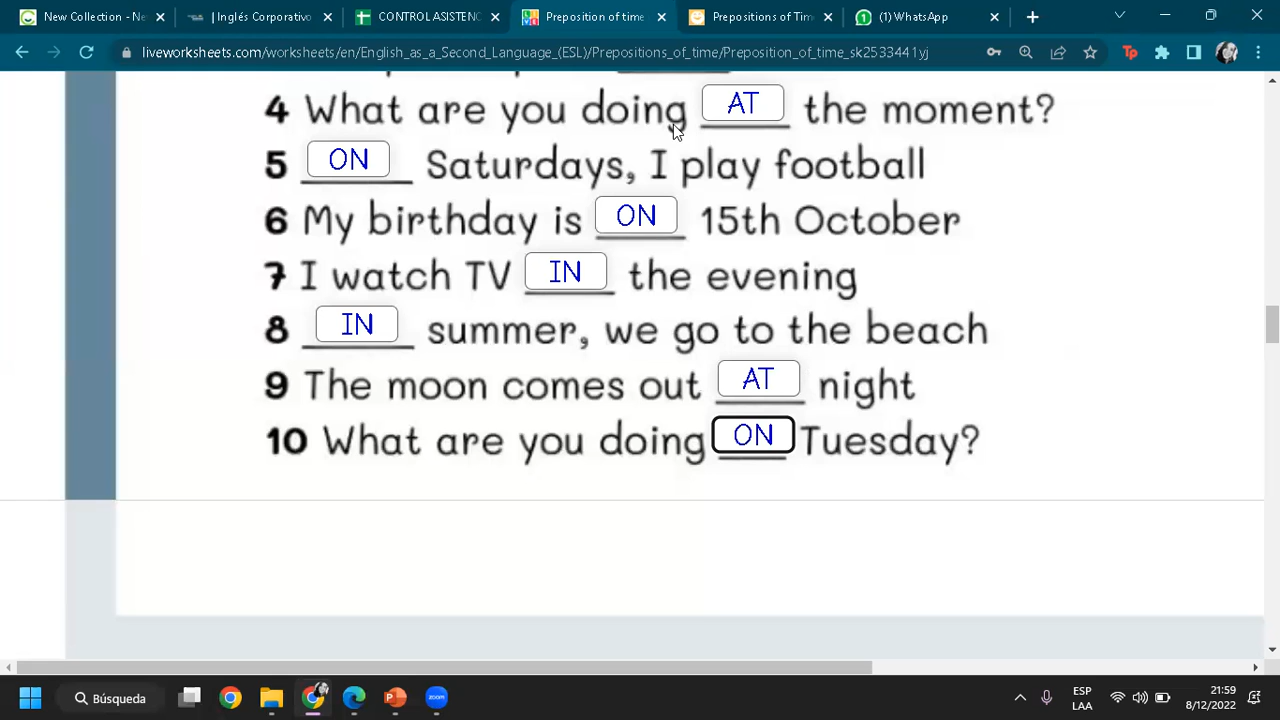 New Collection - Ne
Inglés Corporativo
CONTROL ASISTENC
Preposition of time
Prepositions of Tim
(1) WhatsApp
liveworksheets.com/worksheets/en/English_as_a_Second_Language_(ESL)/Prepositions_of_time/Preposition_of_time_sk2533441yj
4 What are you doing AT the moment?
5 ON Saturdays, I play football
6 My birthday is ON 15th October
7 I watch TV IN the evening
8 IN summer, we go to the beach
9 The moon comes out AT night
10 What are you doing ON Tuesday?
Búsqueda
zoom
ESP
LAA
21:59
8/12/2022